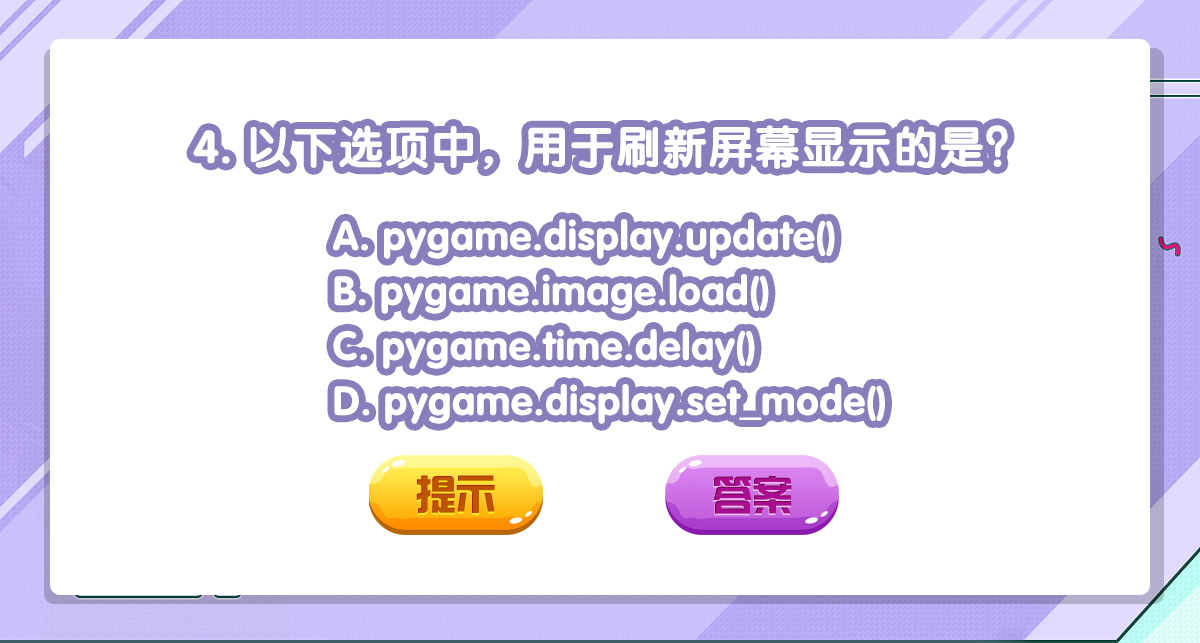 4. 以下选项中，用于刷新屏幕显示的是？
A. pygame.display.update()
B. pygame.image.load()
C. pygame.time.delay()
D. pygame.display.set_mode()
提示 答案